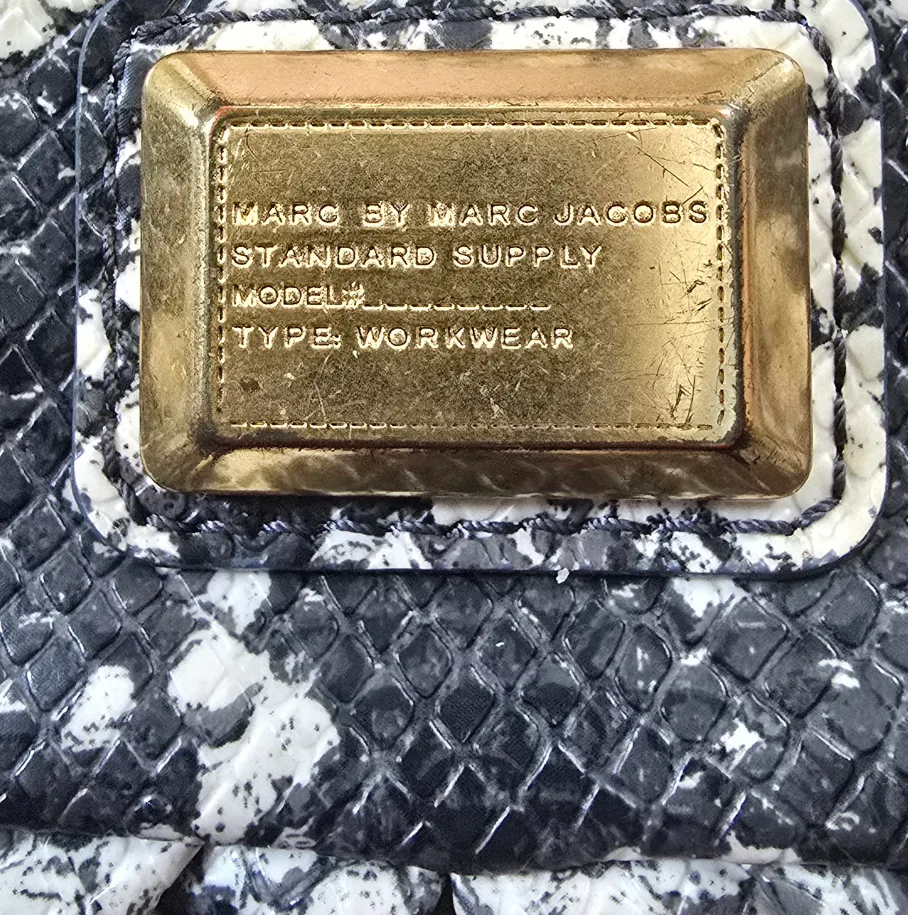 MARC BY MARC JACOBS
STANDARD SUPPLY
MODEL#_________
TYPE: WORKWEAR